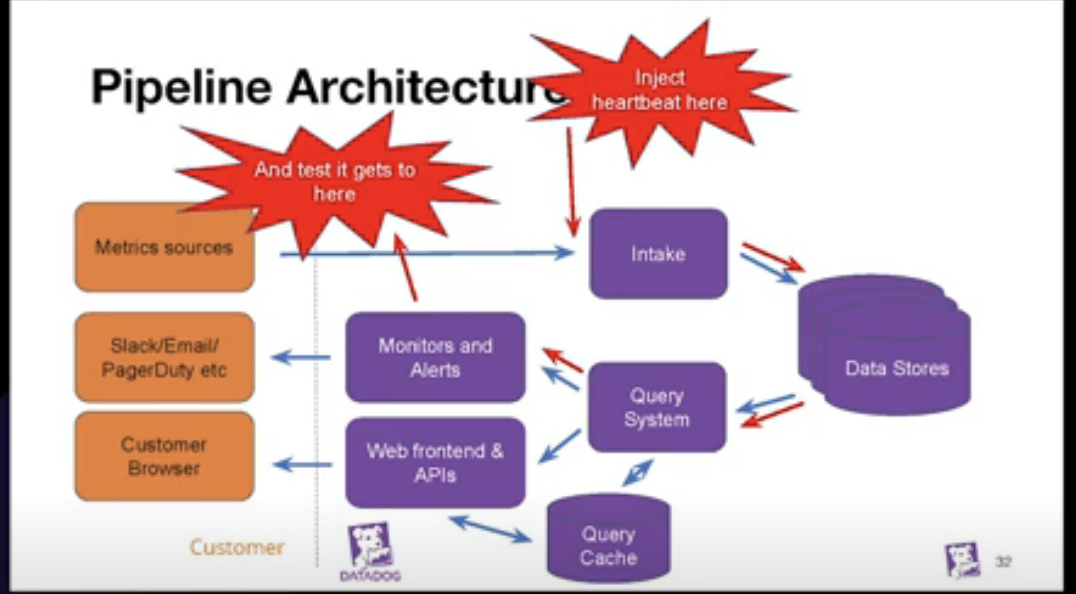 Pipeline Architecture
Inject
heartbeat here
And test it gets to
here
Metrics sources
Intake
Slack/Email/
PagerDuty etc
Monitors and
Alerts
Query
System
Data Stores
Customer
Browser
Web frontend &
APIs
Query
Cache
Customer
DATADOG
32